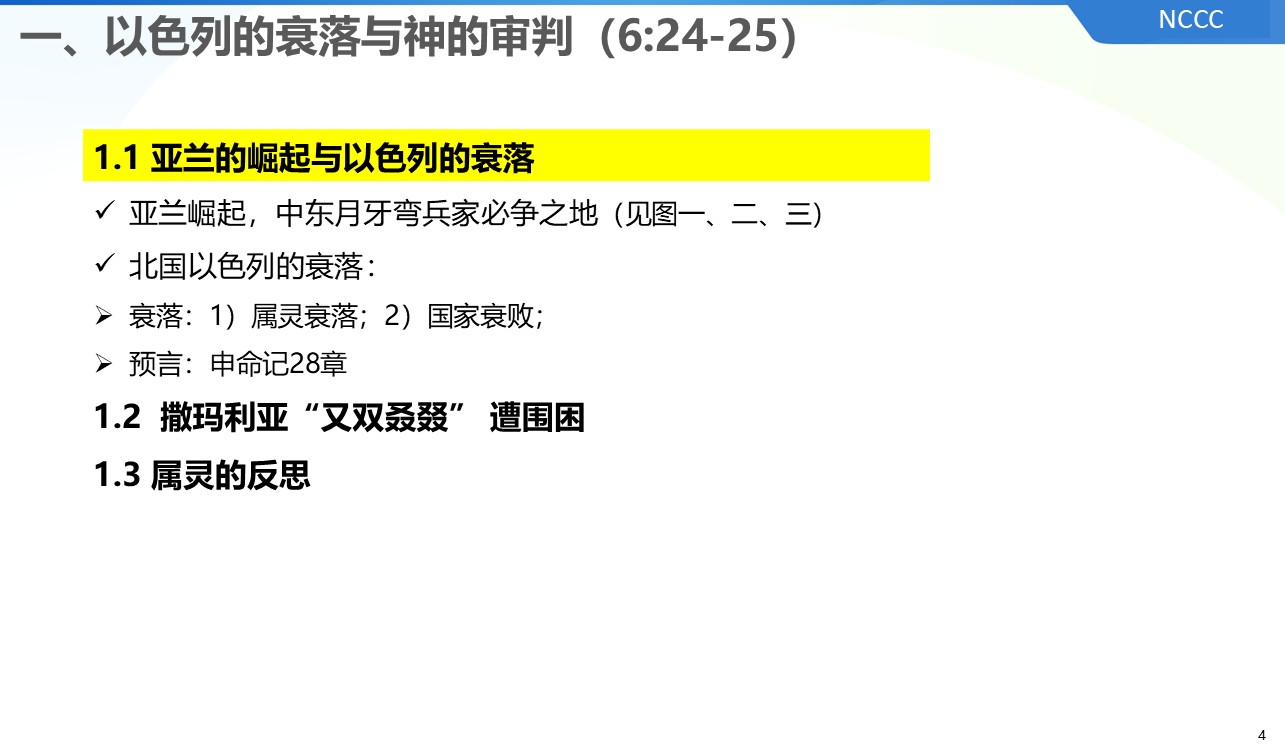 NCCC
一、以色列的衰落与神的审判（6:24-25）
1.1 亚兰的崛起与以色列的衰落
✓ 亚兰崛起，中东月牙弯兵家必争之地（见图一、二、三）
✓ 北国以色列的衰落：
➢ 衰落：1）属灵衰落；2）国家衰败；
➢ 预言：申命记28章
1.2 撒玛利亚“又双叒叕” 遭围困
1.3 属灵的反思
4